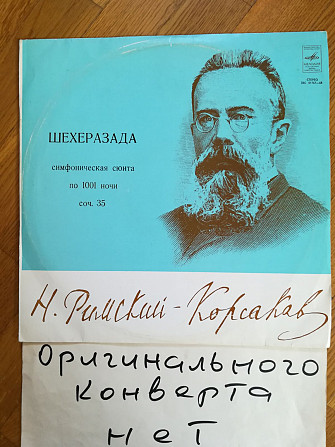 ШЕХЕРАЗАДА
симфоническая сюита
по 1001 ночи
соч. 35
Н. Римский-Корсаков
Оригинального
конверта
нет